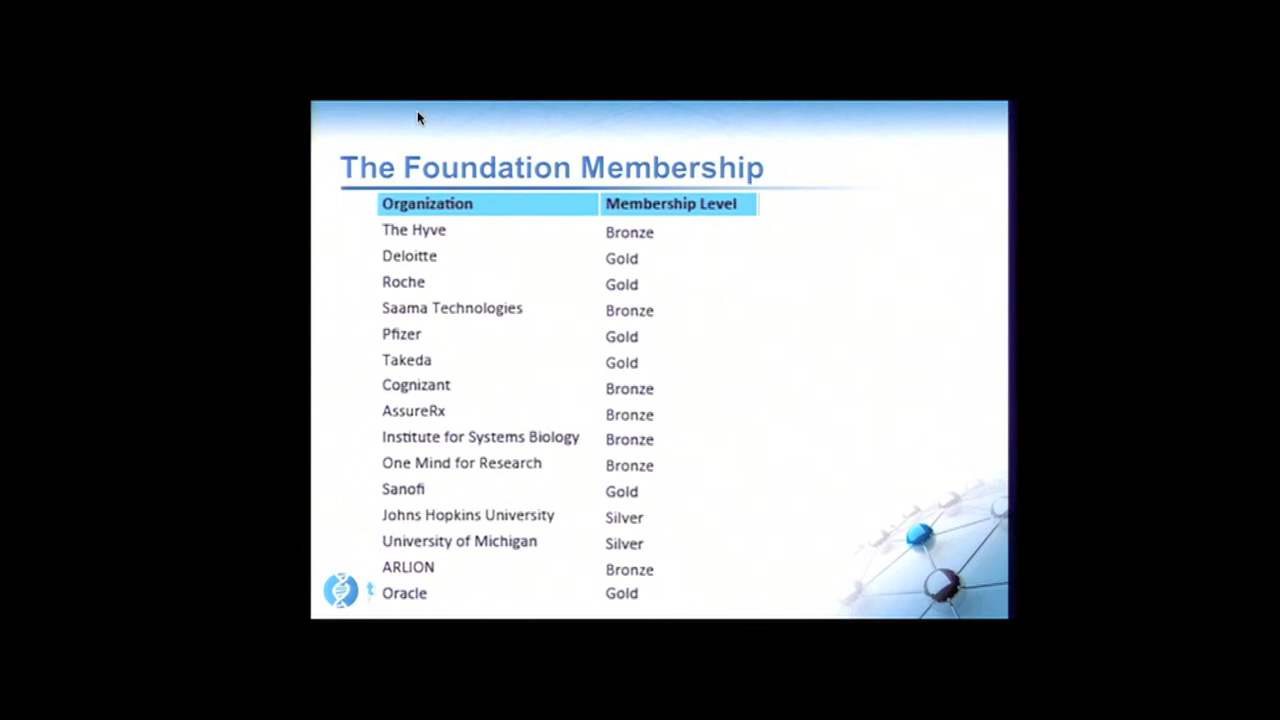 The Foundation Membership
Organization Membership Level
The Hyve Bronze
Deloitte Gold
Roche Gold
Saama Technologies Bronze
Pfizer Gold
Takeda Gold
Cognizant Bronze
AssureRx Bronze
Institute for Systems Biology Bronze
One Mind for Research Bronze
Sanofi Gold
Johns Hopkins University Silver
University of Michigan Silver
ARLION Bronze
t Oracle Gold